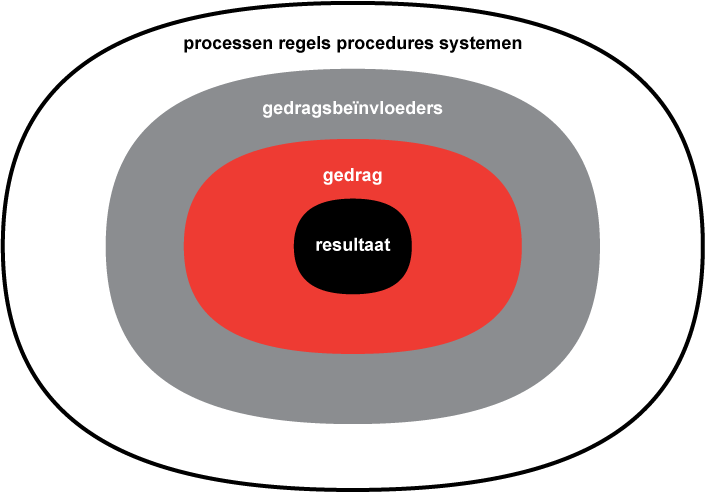 processen regels procedures systemen
gedragsbeïnvloeders
gedrag
resultaat